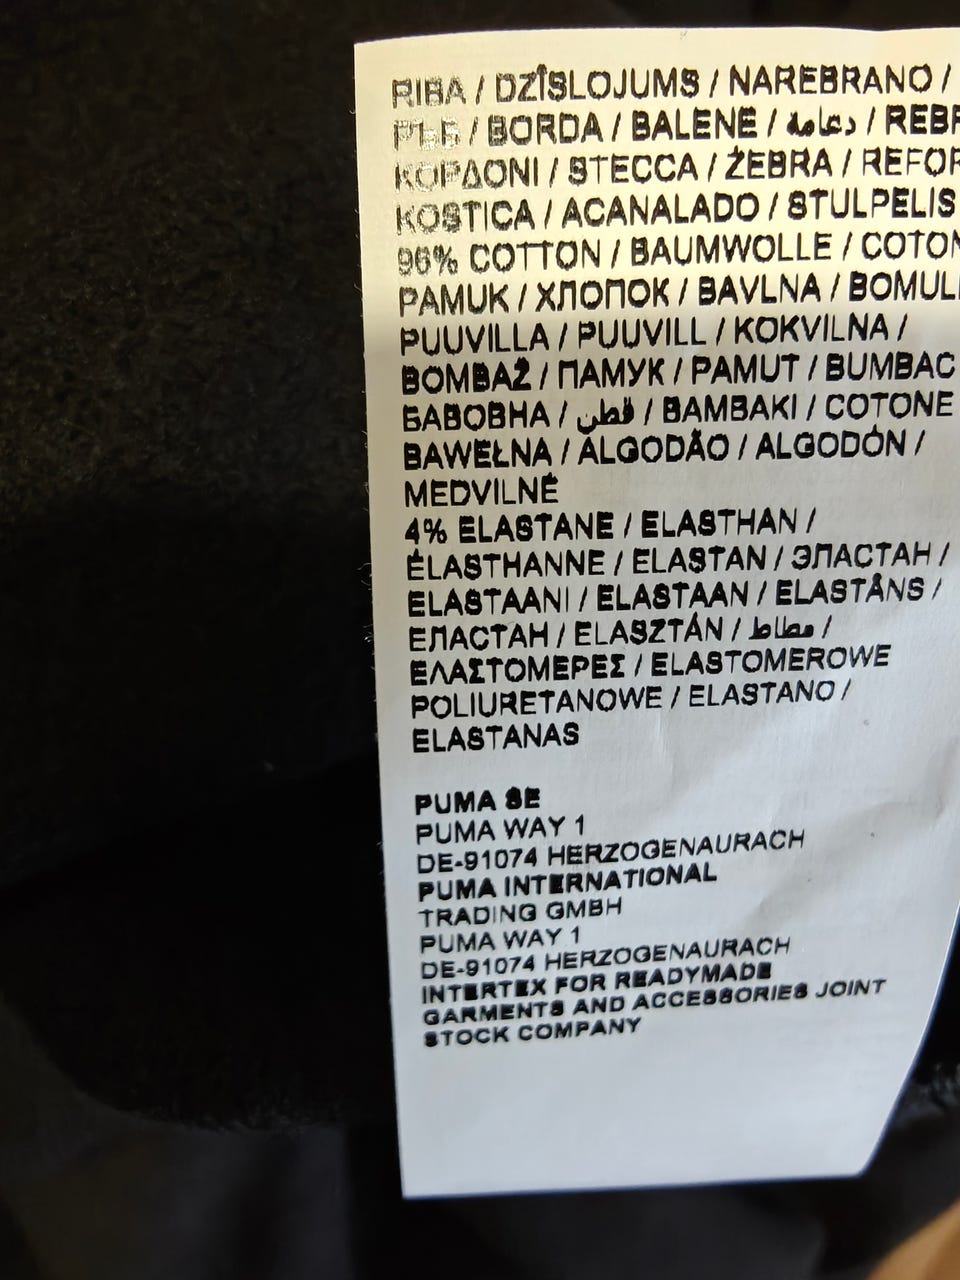 RIBA / DZĪSLOJUMS / NAREBRANO /
РЪБ / BORDA / BALENE / دعامة / REBR
ΚΟΡΔΟΝΙ / STECCA / ŻEBRA / REFOR
KOSTICA / ACANALADO / STULPELIS
96% COTTON / BAUMWOLLE / COTON
PAMUK / ХЛОПОК / BAVLNA / BOMUL
PUUVILLA / PUUVILL / KOKVILNA /
BOMBAŽ / ПАМУК / PAMUT / BUMBAC
БАВОВНА / قطن / BAMBAKI / COTONE
BAWEŁNA / ALGODÃO / ALGODÓN /
MEDVILNĖ
4% ELASTANE / ELASTHAN /
ÉLASTHANNE / ELASTAN / ЭЛАСТАН /
ELASTAANI / ELASTAAN / ELASTĀNS /
ЕЛАСТАН / ELASZTÁN / مطاط /
ΕΛΑΣΤΟΜΕΡΕΣ / ELASTOMEROWE
POLIURETANOWE / ELASTANO /
ELASTANAS
PUMA SE
PUMA WAY 1
DE-91074 HERZOGENAURACH
PUMA INTERNATIONAL
TRADING GMBH
PUMA WAY 1
DE-91074 HERZOGENAURACH
INTERTEX FOR READYMADE
GARMENTS AND ACCESSORIES JOINT
STOCK COMPANY